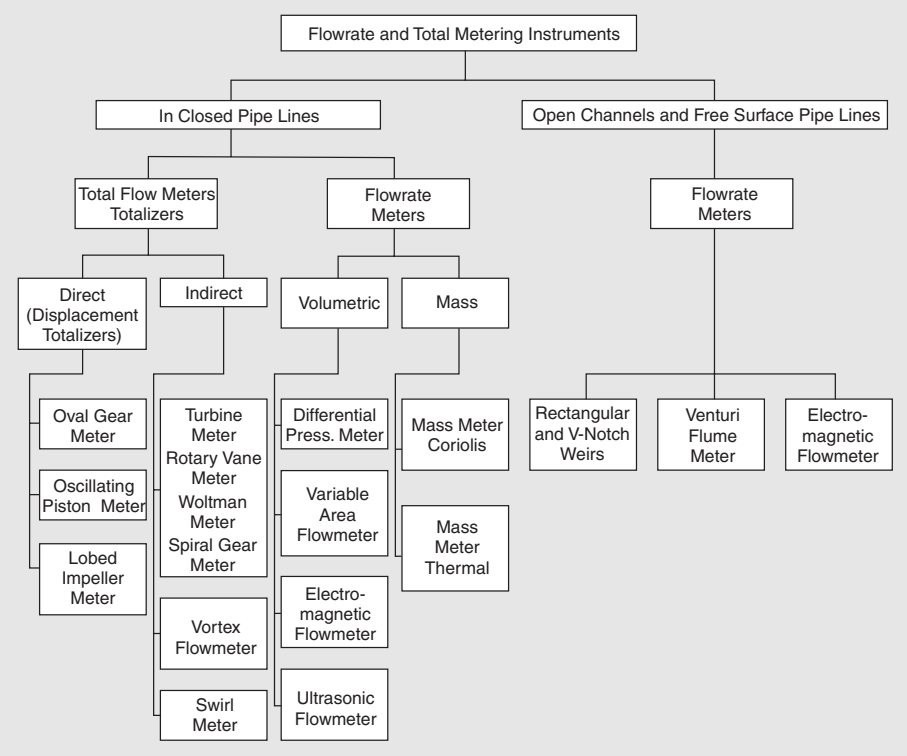 Flowrate and Total Metering Instruments
In Closed Pipe Lines
Open Channels and Free Surface Pipe Lines
Total Flow Meters
Totalizers
Flowrate
Meters
Flowrate
Meters
Direct
(Displacement
Totalizers)
Indirect
Volumetric
Mass
Oval Gear
Meter
Oscillating
Piston Meter
Lobed
Impeller
Meter
Turbine
Meter
Rotary Vane
Meter
Woltman
Meter
Spiral Gear
Meter
Vortex
Flowmeter
Swirl
Meter
Differential
Press. Meter
Variable
Area
Flowmeter
Electro-
magnetic
Flowmeter
Ultrasonic
Flowmeter
Mass Meter
Coriolis
Mass
Meter
Thermal
Rectangular
and V-Notch
Weirs
Venturi
Flume
Meter
Electro-
magnetic
Flowmeter